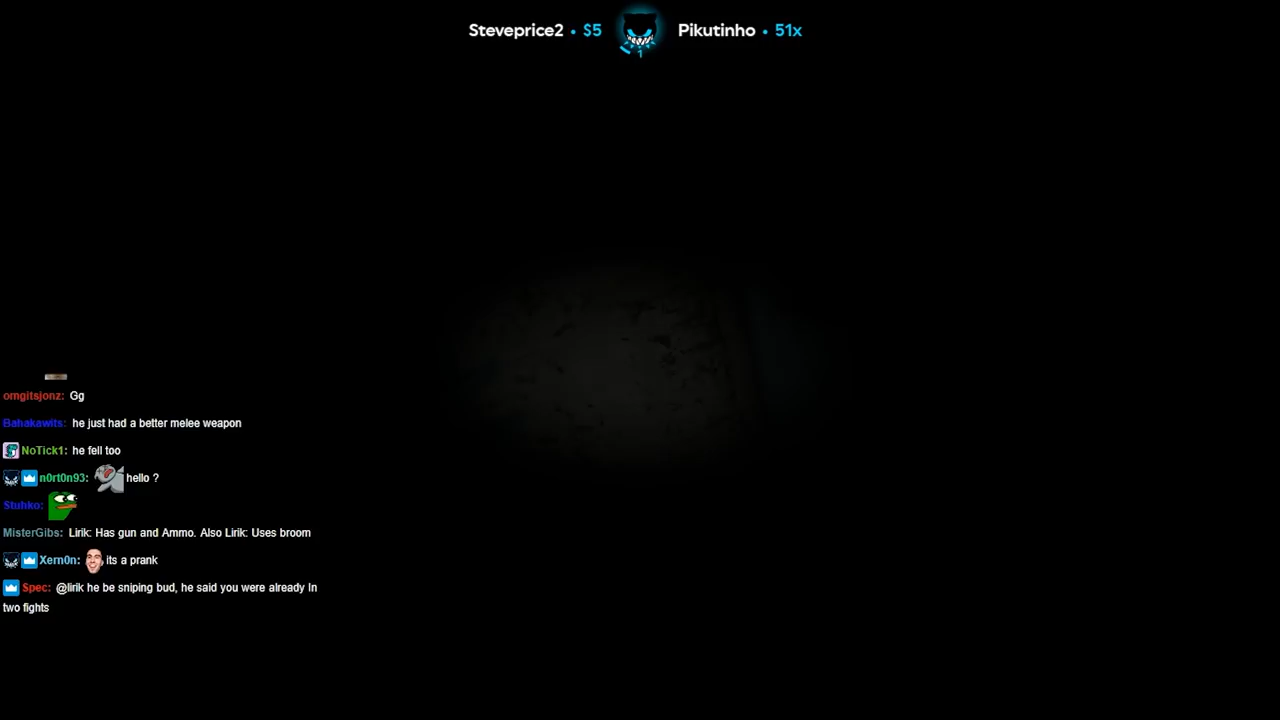 Steveprice2 • $5
1
Pikutinho • 51x
omgitsjonz: Gg
Bahakawits: he just had a better melee weapon
NoTick1: he fell too
n0rt0n93: hello ?
Stuhko:
MisterGibs: Lirik: Has gun and Ammo. Also Lirik: Uses broom
Xern0n: its a prank
Spec: @lirik he be sniping bud, he said you were already In
two fights